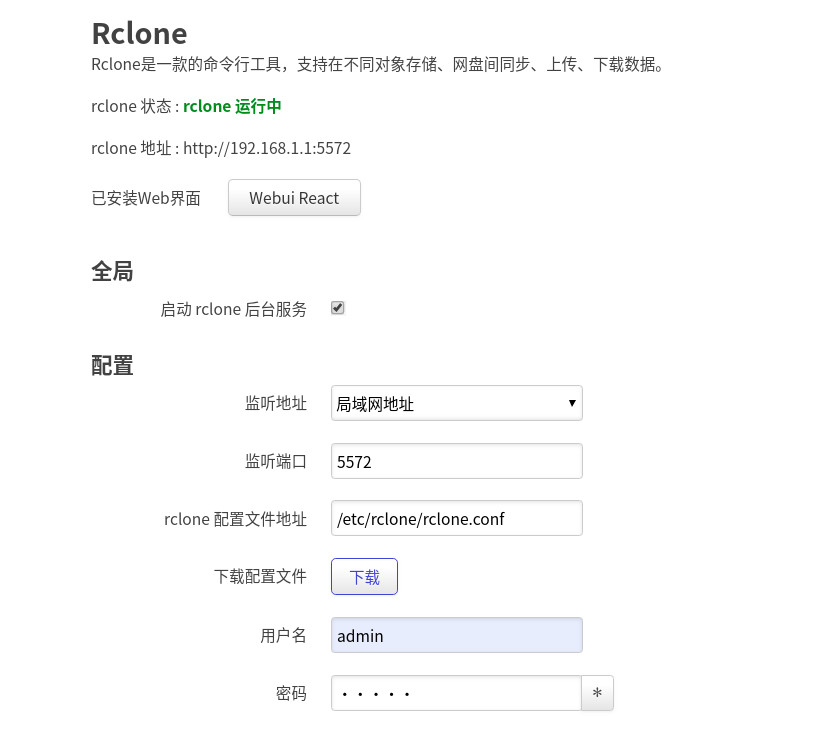 Rclone
Rclone是一款的命令行工具，支持在不同对象存储、网盘间同步、上传、下载数据。
rclone 状态 : rclone 运行中
rclone 地址 : http://192.168.1.1:5572
已安装Web界面 Webui React
全局
启动 rclone 后台服务
配置
监听地址 局域网地址
监听端口 5572
rclone 配置文件地址 /etc/rclone/rclone.conf
下载配置文件 下载
用户名 admin
密码 ····· *